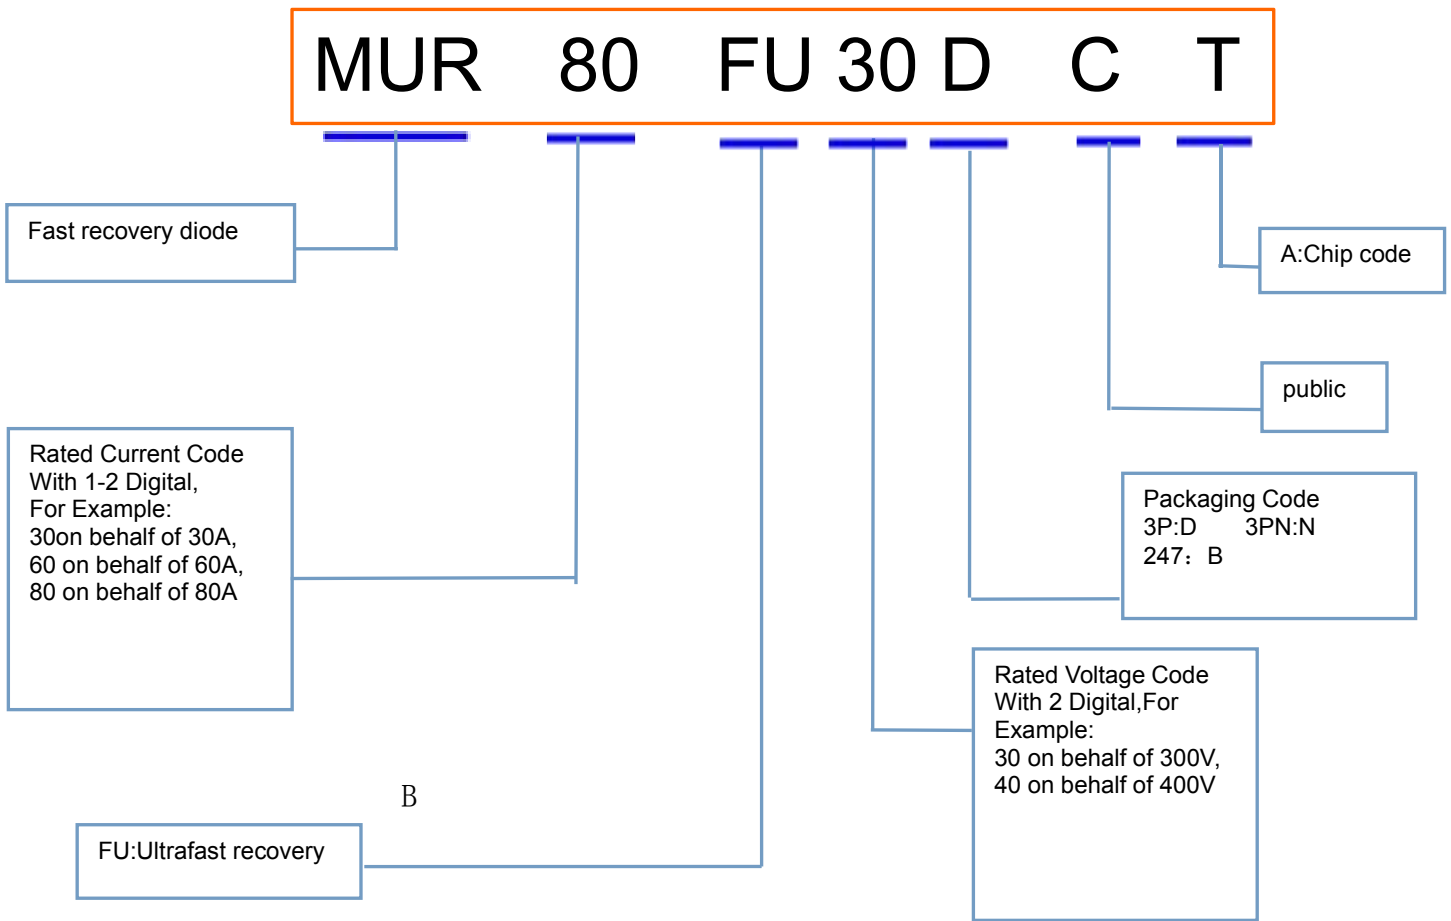 MUR 80 FU 30 D C T
Fast recovery diode
A:Chip code
public
Rated Current Code
With 1-2 Digital,
For Example:
30on behalf of 30A,
60 on behalf of 60A,
80 on behalf of 80A
Packaging Code
3P:D 3PN:N
247：B
Rated Voltage Code
With 2 Digital,For
Example:
30 on behalf of 300V,
40 on behalf of 400V
B
FU:Ultrafast recovery